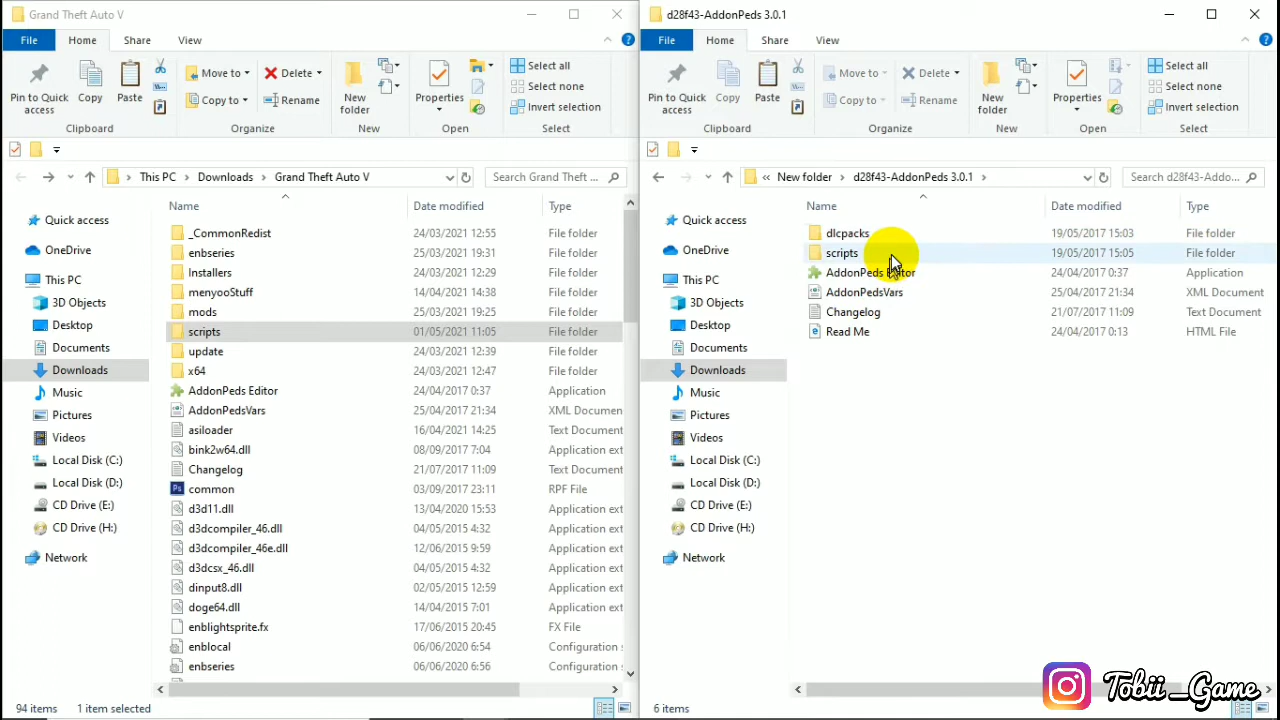 Grand Theft Auto V
File Home Share View
Pin to Quick access
Copy
Paste
Move to
Copy to
Delete
Rename
New folder
Properties
Select all
Select none
Invert selection
Clipboard Organize New Open Select
This PC Downloads Grand Theft Auto V
Search Grand Theft ...
Name Date modified Type
Quick access
OneDrive
This PC
3D Objects
Desktop
Documents
Downloads
Music
Pictures
Videos
Local Disk (C:)
Local Disk (D:)
CD Drive (E:)
CD Drive (H:)
Network
_CommonRedist 24/03/2021 12:55 File folder
enbseries 25/03/2021 19:31 File folder
Installers 24/03/2021 12:29 File folder
menyooStuff 14/04/2021 14:38 File folder
mods 25/03/2021 19:25 File folder
scripts 01/05/2021 11:05 File folder
update 24/03/2021 12:39 File folder
x64 24/03/2021 12:47 File folder
AddonPeds Editor 24/04/2017 0:37 Application
AddonPedsVars 25/04/2017 21:34 XML Documen
asiloader 16/04/2021 14:25 Text Document
bink2w64.dll 08/09/2017 7:04 Application ext
Changelog 21/07/2017 11:09 Text Document
common 03/09/2017 23:11 RPF File
d3d11.dll 13/04/2020 15:53 Application ext
d3dcompiler_46.dll 04/05/2015 4:32 Application ext
d3dcompiler_46e.dll 12/06/2015 9:59 Application ext
d3dcsx_46.dll 04/05/2015 4:32 Application ext
dinput8.dll 02/05/2015 12:59 Application ext
doge64.dll 14/04/2015 7:01 Application ext
enblightsprite.fx 17/06/2015 20:45 FX File
enblocal 06/06/2020 6:54 Configuration s
enbseries 06/06/2020 6:56 Configuration s
94 items 1 item selected
d28f43-AddonPeds 3.0.1
File Home Share View
Pin to Quick access
Copy
Paste
Move to
Copy to
Delete
Rename
New folder
Properties
Select all
Select none
Invert selection
Clipboard Organize New Open Select
« New folder d28f43-AddonPeds 3.0.1
Search d28f43-Addo...
Name Date modified Type
Quick access
OneDrive
This PC
3D Objects
Desktop
Documents
Downloads
Music
Pictures
Videos
Local Disk (C:)
Local Disk (D:)
CD Drive (E:)
CD Drive (H:)
Network
dlcpacks 19/05/2017 15:03 File folder
scripts 19/05/2017 15:05 File folder
AddonPeds Editor 24/04/2017 0:37 Application
AddonPedsVars 25/04/2017 21:34 XML Document
Changelog 21/07/2017 11:09 Text Document
Read Me 24/04/2017 0:13 HTML File
6 items
Tobii_Game